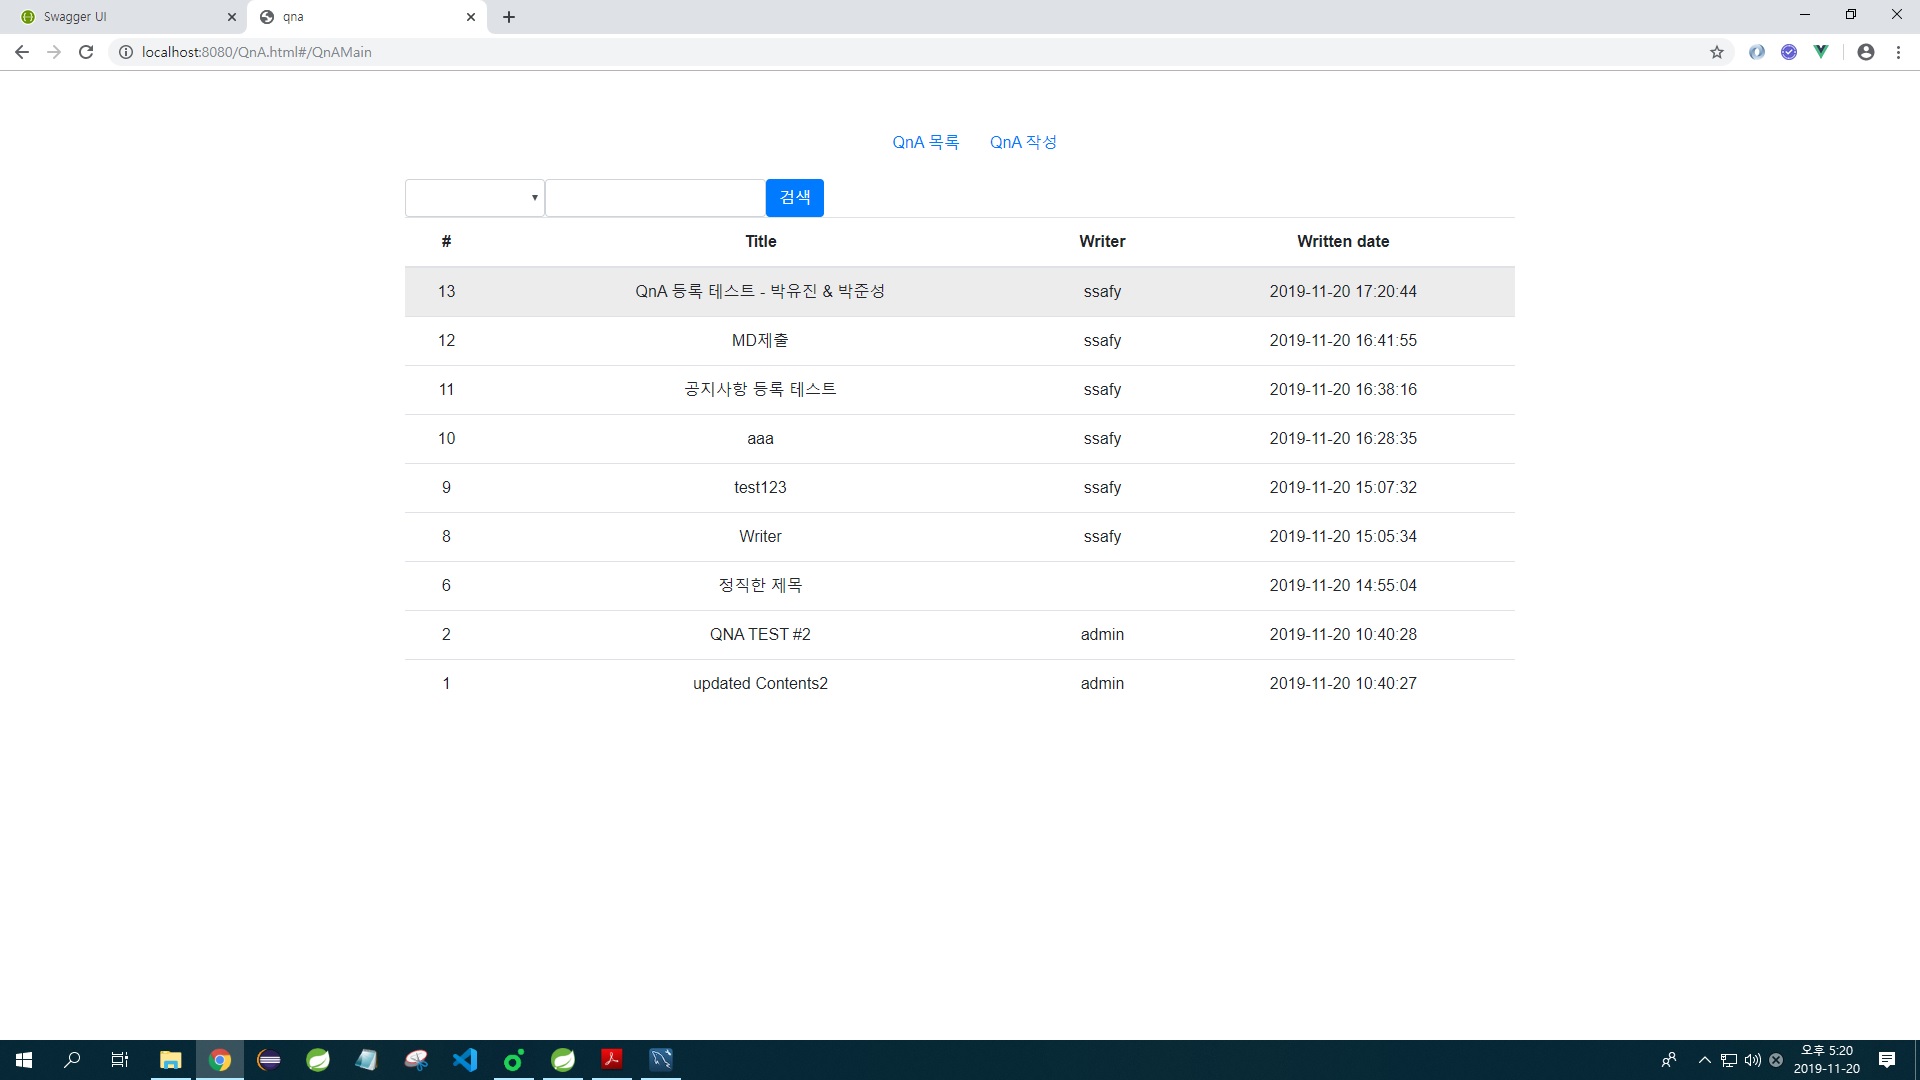 Swagger UI
qna
localhost:8080/QnA.html#/QnAMain
QnA 목록 QnA 작성
검색
# Title Writer Written date
13 QnA 등록 테스트 - 박유진 & 박준성 ssafy 2019-11-20 17:20:44
12 MD제출 ssafy 2019-11-20 16:41:55
11 공지사항 등록 테스트 ssafy 2019-11-20 16:38:16
10 aaa ssafy 2019-11-20 16:28:35
9 test123 ssafy 2019-11-20 15:07:32
8 Writer ssafy 2019-11-20 15:05:34
6 정직한 제목 2019-11-20 14:55:04
2 QNA TEST #2 admin 2019-11-20 10:40:28
1 updated Contents2 admin 2019-11-20 10:40:27
오후 5:20
2019-11-20